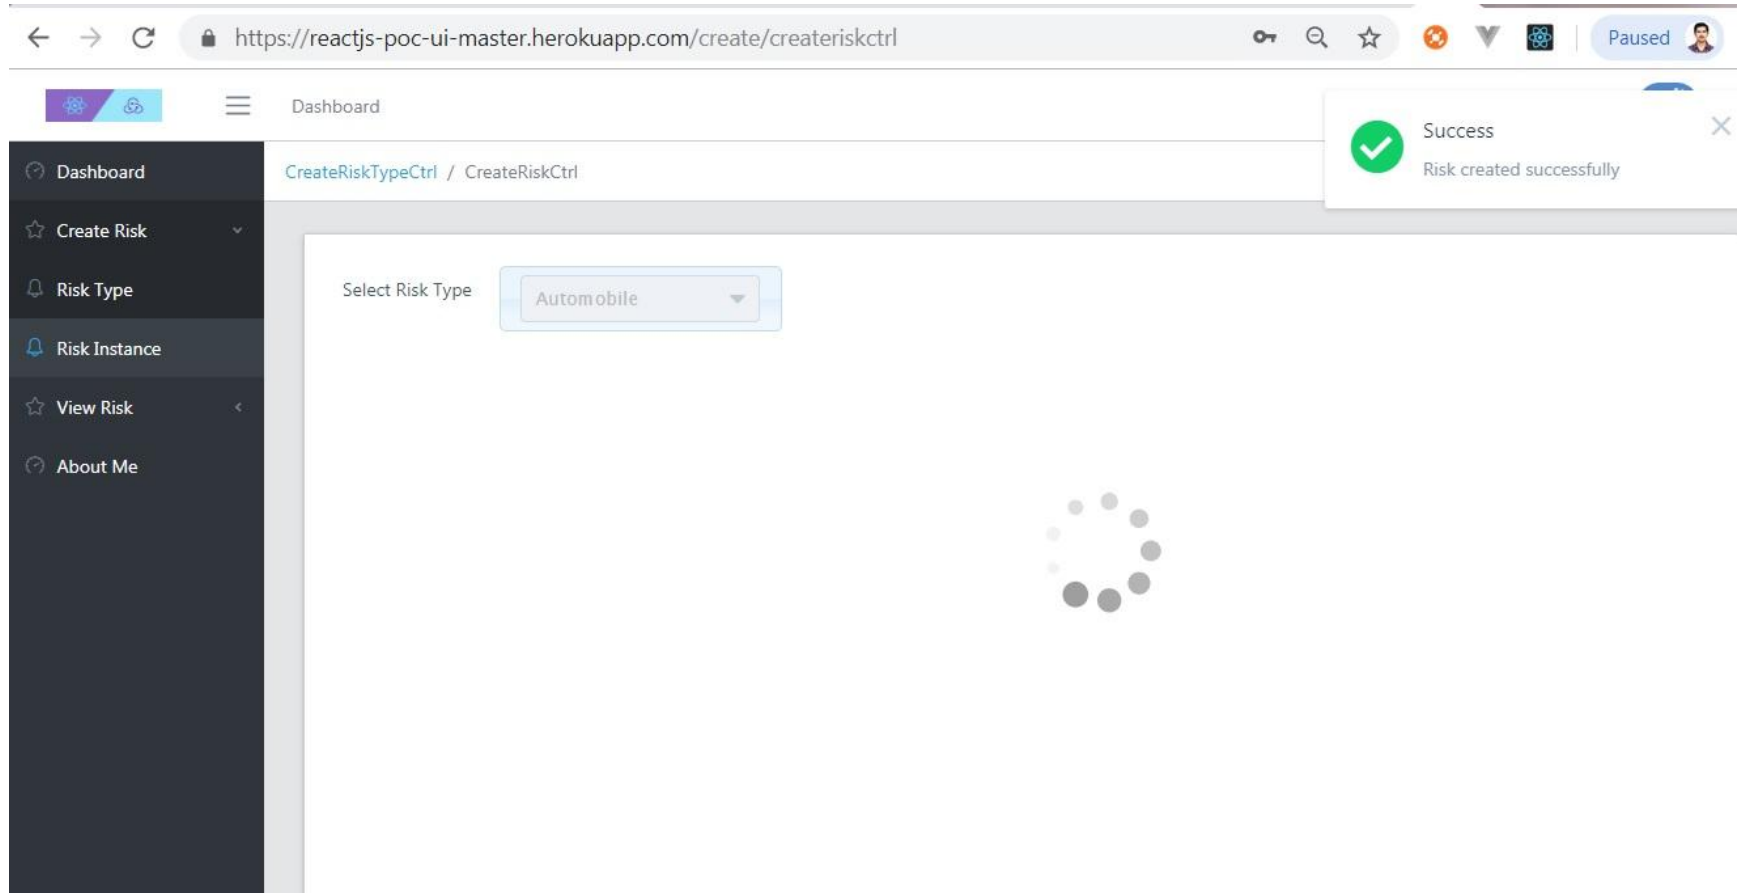 https://reactjs-poc-ui-master.herokuapp.com/create/createriskctrl
Paused
Dashboard
Success
Risk created successfully
Dashboard
CreateRiskTypeCtrl / CreateRiskCtrl
Create Risk
Risk Type
Select Risk Type
Automobile
Risk Instance
View Risk
About Me